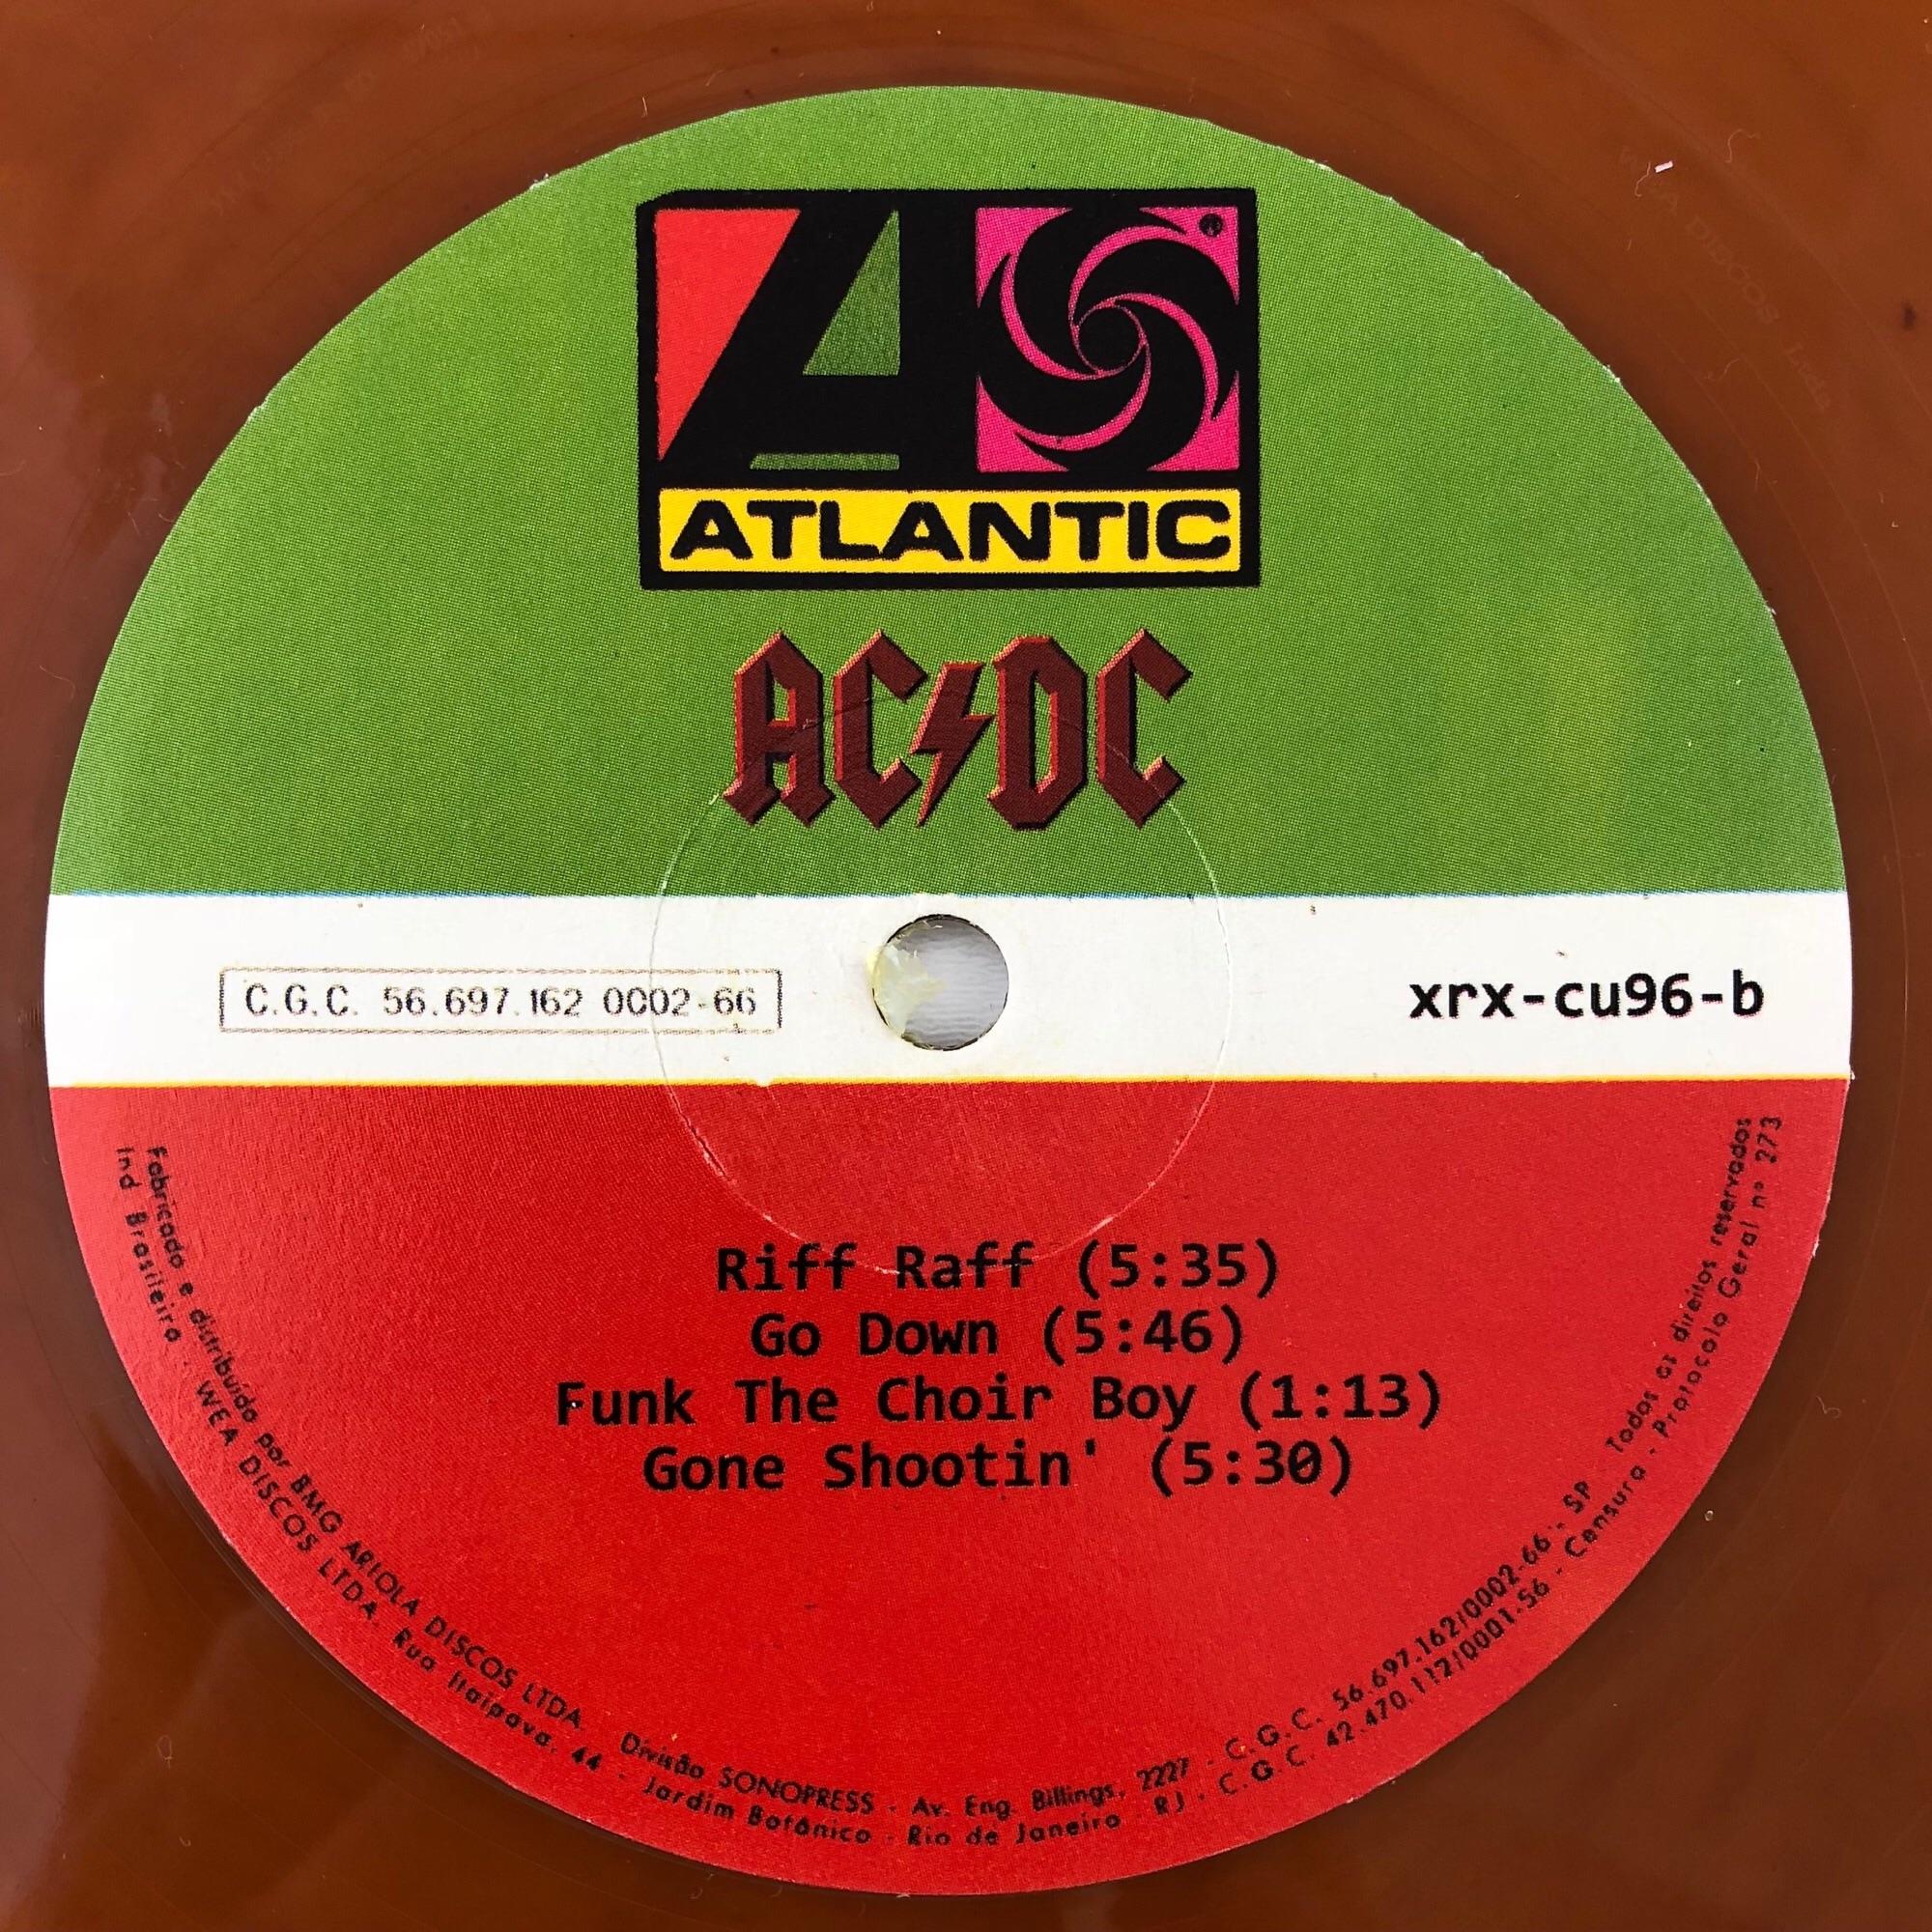 ATLANTIC
AC/DC
C.G.C. 56.697.162 0002-66
xrx-cu96-b
Riff Raff (5:35)
Go Down (5:46)
Funk The Choir Boy (1:13)
Gone Shootin' (5:30)
Fabricado e distribuído por BMG ARIOLA DISCOS LTDA. Divisão SONOPRESS - Av. Eng. Billings, 2227 - C.G.C. 56.697.162/0002-66 - SP Todos os direitos reservados
Ind Brasileira - WEA DISCOS LTDA. Rua Itaipava, 44 - Jardim Botânico - Rio de Janeiro - RJ - C.G.C. 42.470.112/0001-56 - Censura - Protocolo Geral nº 273
WEA DISCOS Ltda